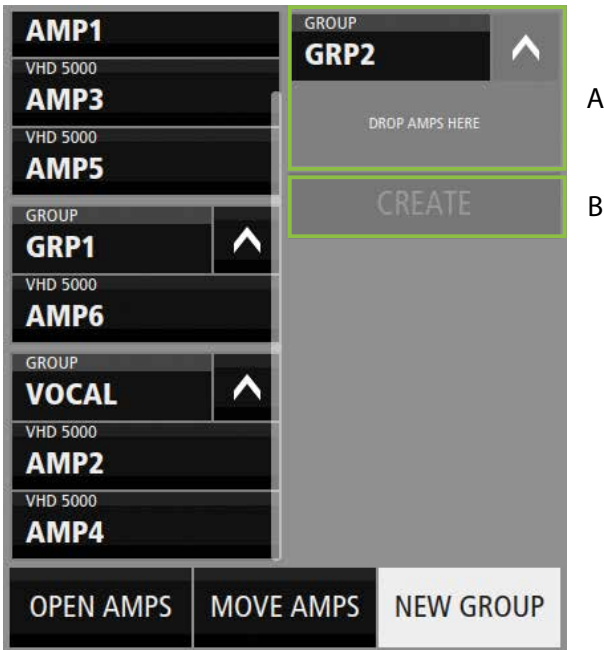 AMP1
VHD 5000
AMP3
VHD 5000
AMP5
GROUP
GRP1
VHD 5000
AMP6
GROUP
VOCAL
VHD 5000
AMP2
VHD 5000
AMP4
GROUP
GRP2
DROP AMPS HERE
A
CREATE
B
OPEN AMPS
MOVE AMPS
NEW GROUP